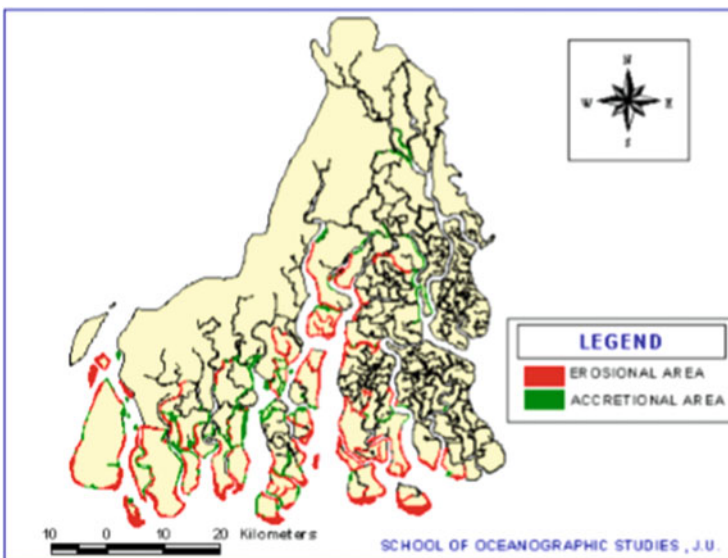 N
W E
S
LEGEND
EROSIONAL AREA
ACCRETIONAL AREA
10 0 10 20 Kilometers
SCHOOL OF OCEANOGRAPHIC STUDIES , J.U.